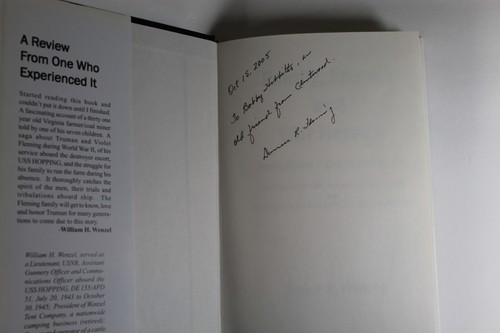 A Review
From One Who
Experienced It
Started reading this book and
couldn't put it down until I finished.
A fascinating account of a thirty one
year old Virginia farmer/coal miner
told by one of his seven children. A
saga about Truman and Violet
Fleming during World War II, of his
service aboard the destroyer escort,
USS HOPPING, and the struggle for
his family to run the farm during his
absence. It thoroughly catches the
spirit of the men, their trials and
tribulations aboard ship. The
Fleming family will get to know, love
and honor Truman for many genera-
tions to come due to this story.
-William H. Wenzel
William H. Wenzel, served as
a Lieutenant, USNR, Assistant
Gunnery Officer and Commu-
nications Officer aboard the
USS HOPPING, DE 155/APD
51, July 20, 1943 to October
30, 1945; President of Wenzel
Tent Company, a nationwide
camping business (retired);
Oct 15, 2005
To Bobby, an
old friend from Clintwood.
R. Fleming